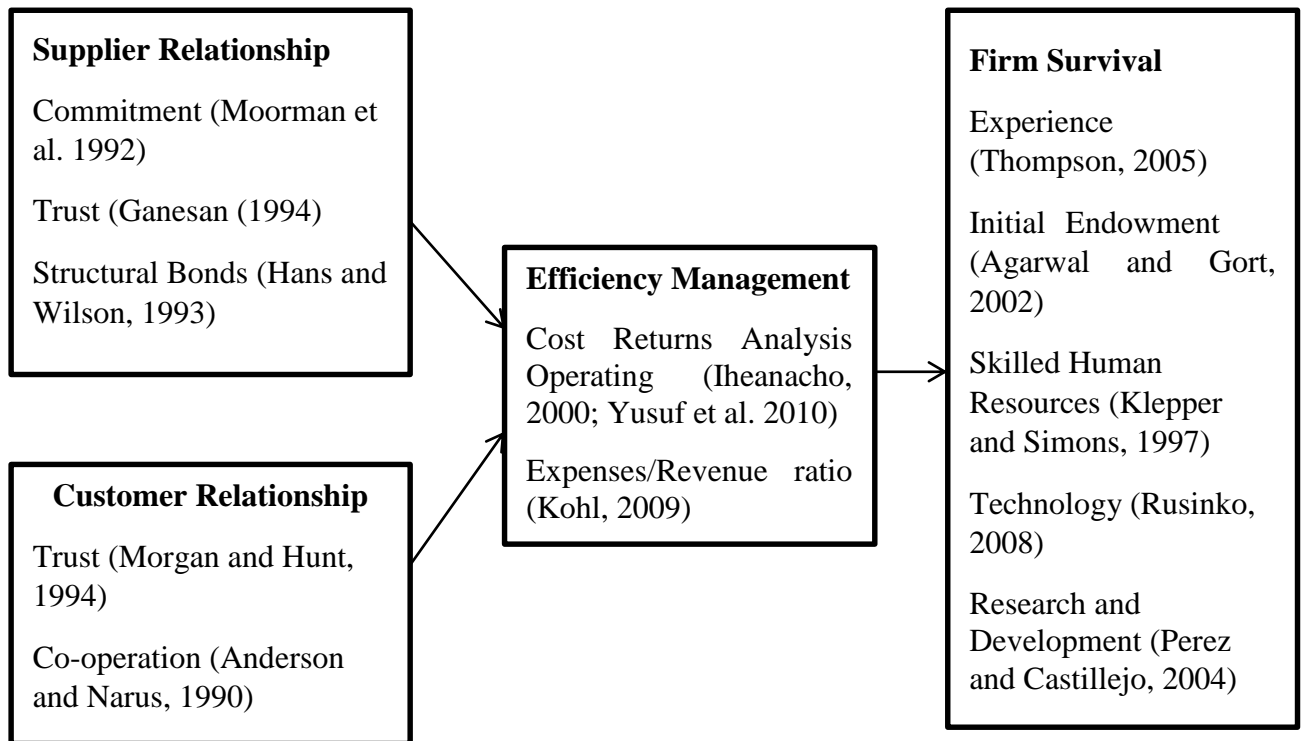 Supplier Relationship
Commitment (Moorman et
al. 1992)
Trust (Ganesan (1994)
Structural Bonds (Hans and
Wilson, 1993)
Customer Relationship
Trust (Morgan and Hunt,
1994)
Co-operation (Anderson
and Narus, 1990)
Efficiency Management
Cost Returns Analysis
Operating (Iheanacho,
2000; Yusuf et al. 2010)
Expenses/Revenue ratio
(Kohl, 2009)
Firm Survival
Experience
(Thompson, 2005)
Initial Endowment
(Agarwal and Gort,
2002)
Skilled Human
Resources (Klepper
and Simons, 1997)
Technology (Rusinko,
2008)
Research and
Development (Perez
and Castillejo, 2004)